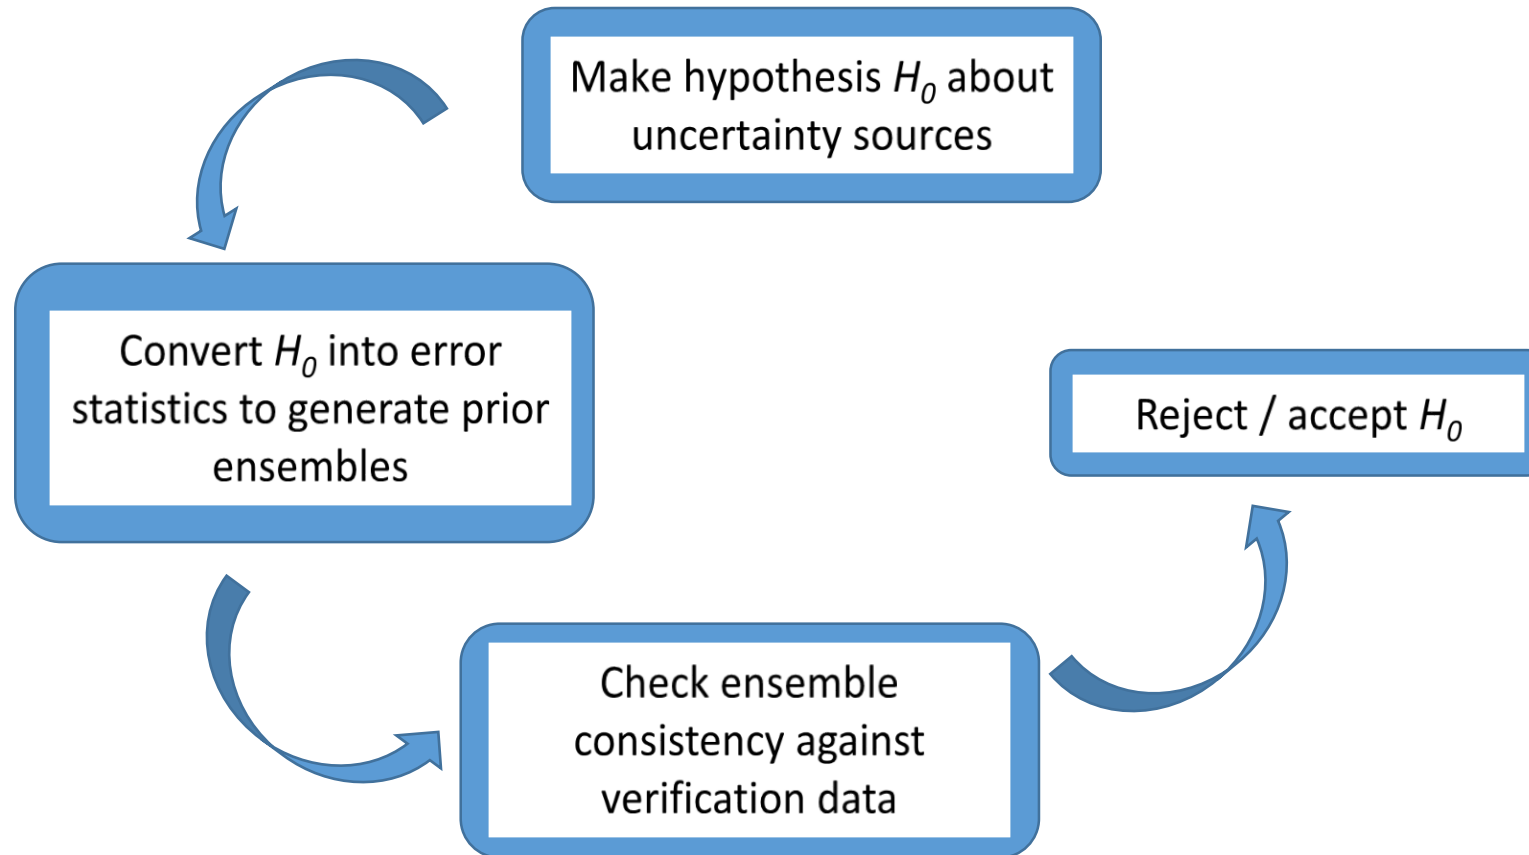 Make hypothesis H₀ about
uncertainty sources
Convert H₀ into error
statistics to generate prior
ensembles
Check ensemble
consistency against
verification data
Reject / accept H₀